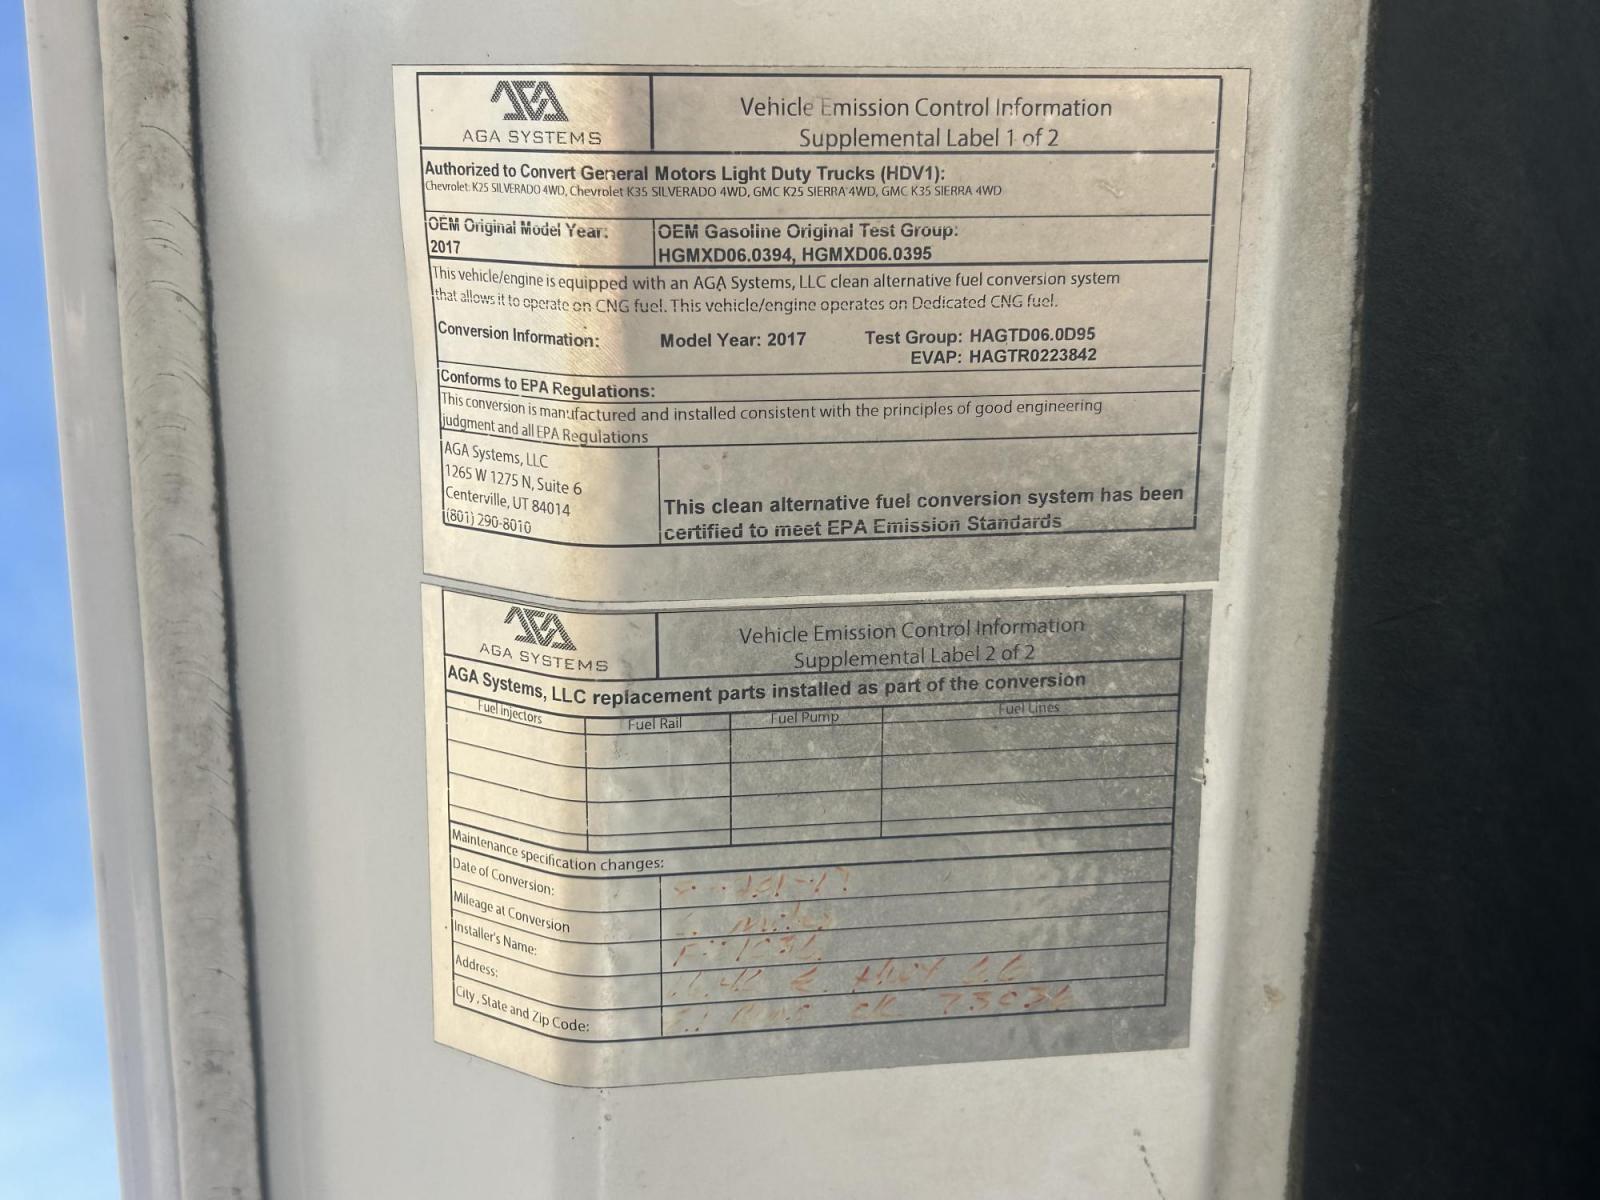 AGA SYSTEMS
Vehicle Emission Control Information
Supplemental Label 1 of 2
Authorized to Convert General Motors Light Duty Trucks (HDV1):
Chevrolet K25 SILVERADO 4WD, Chevrolet K35 SILVERADO 4WD, GMC K25 SIERRA 4WD, GMC K35 SIERRA 4WD
OEM Original Model Year:
2017
OEM Gasoline Original Test Group:
HGMXD06.0394, HGMXD06.0395
This vehicle/engine is equipped with an AGA Systems, LLC clean alternative fuel conversion system
that allows it to operate on CNG fuel. This vehicle/engine operates on Dedicated CNG fuel.
Conversion Information: Model Year: 2017 Test Group: HAGTD06.0D95
EVAP: HAGTR0223842
Conforms to EPA Regulations:
This conversion is manufactured and installed consistent with the principles of good engineering
judgment and all EPA Regulations
AGA Systems, LLC
1265 W 1275 N, Suite 6
Centerville, UT 84014
(801) 290-8010
This clean alternative fuel conversion system has been
certified to meet EPA Emission Standards
AGA SYSTEMS
Vehicle Emission Control Information
Supplemental Label 2 of 2
AGA Systems, LLC replacement parts installed as part of the conversion
Fuel Injectors Fuel Rail Fuel Pump Fuel Lines
Maintenance specification changes:
Date of Conversion:
Mileage at Conversion miles
Installer's Name:
Address: E. Hwy 66
City, State and Zip Code: OK 73036